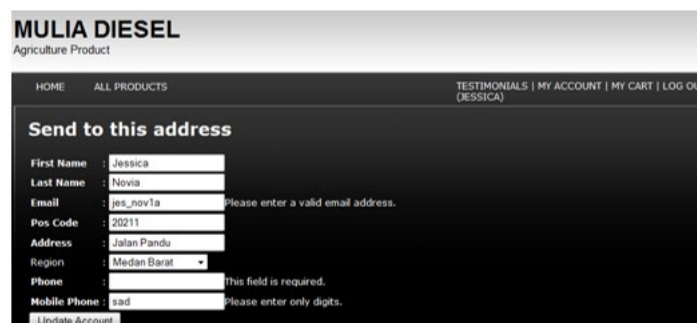 MULIA DIESEL
Agriculture Product
HOME ALL PRODUCTS TESTIMONIALS | MY ACCOUNT | MY CART | LOG OU
(JESSICA)
Send to this address
First Name : Jessica
Last Name : Novia
Email : jes_nov1a Please enter a valid email address.
Pos Code : 20211
Address : Jalan Pandu
Region : Medan Barat
Phone : This field is required.
Mobile Phone : sad Please enter only digits.
Update Account